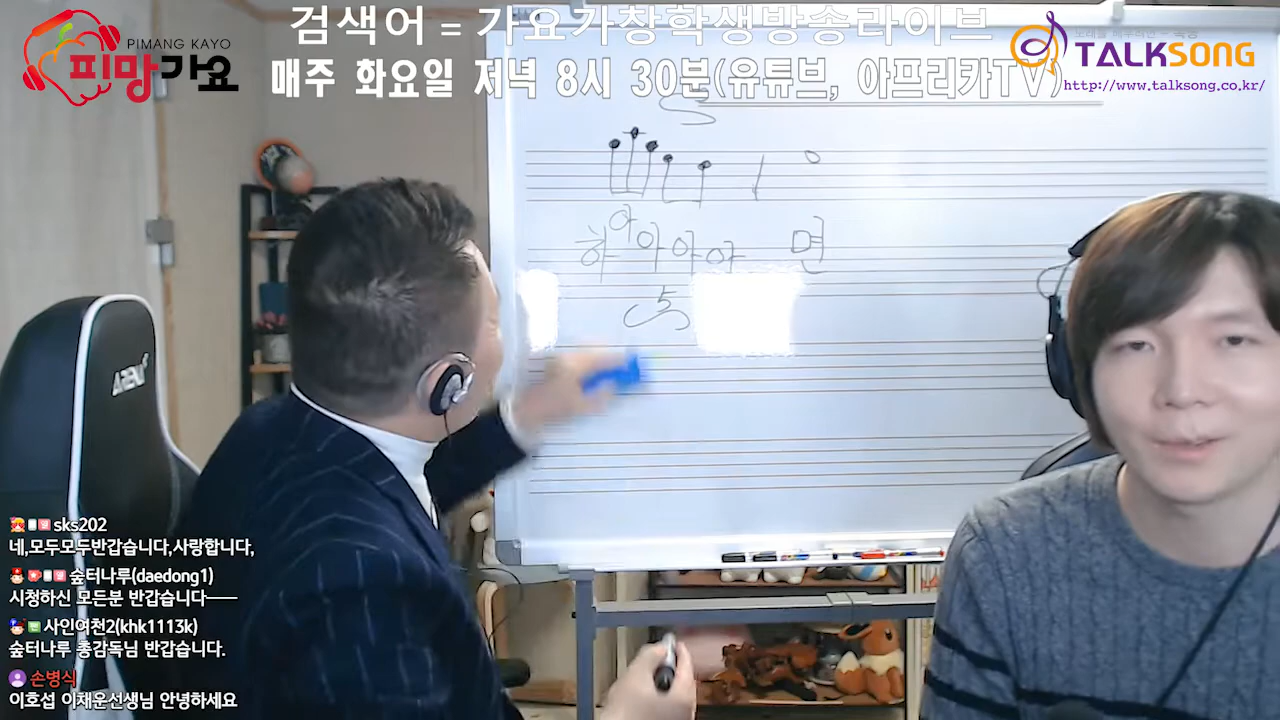 검색어 = 가요가창학생방송라이브
PIMANG KAYO
피망가요
매주 화요일 저녁 8시 30분(유튜브, 아프리카TV)
TALKSONG
http://www.talksong.co.kr/
하아아아아 면
5
sks202
네,모두모두반갑습니다,사랑합니다,
숲터나루(daedong1)
시청하신 모든분 반갑습니다──
사인여천2(khk1113k)
숲터나루 총감독님 반갑습니다.
손병식
이호섭 이채운선생님 안녕하세요